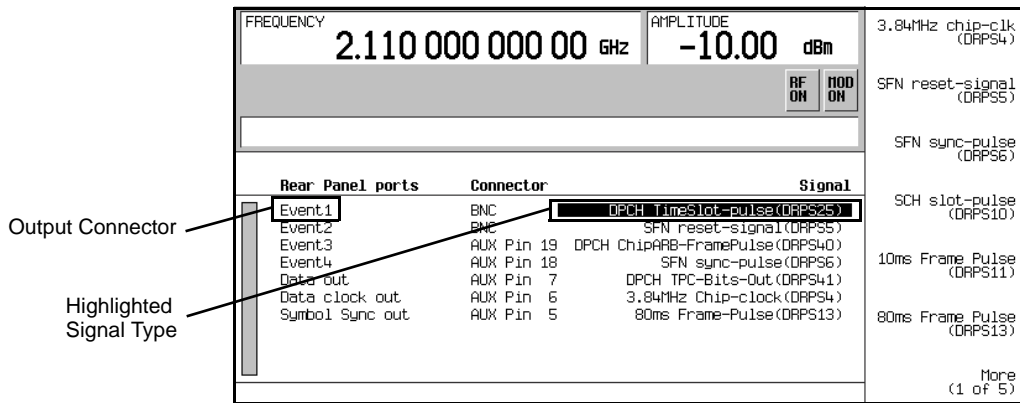 FREQUENCY
2.110 000 000 00 GHz
AMPLITUDE
-10.00 dBm
RF ON
MOD ON
Rear Panel ports Connector Signal
Event1 BNC DPCH TimeSlot-pulse(DRPS25)
Event2 BNC SFN reset-signal(DRPS5)
Event3 AUX Pin 19 DPCH ChipARB-FramePulse(DRPS40)
Event4 AUX Pin 18 SFN sync-pulse(DRPS6)
Data out AUX Pin 7 DPCH TPC-Bits-Out(DRPS41)
Data clock out AUX Pin 6 3.84MHz Chip-clock(DRPS4)
Symbol Sync out AUX Pin 5 80ms Frame-Pulse(DRPS13)
3.84MHz chip-clk
(DRPS4)
SFN reset-signal
(DRPS5)
SFN sync-pulse
(DRPS6)
SCH slot-pulse
(DRPS10)
10ms Frame Pulse
(DRPS11)
80ms Frame Pulse
(DRPS13)
More
(1 of 5)
Output Connector
Highlighted
Signal Type